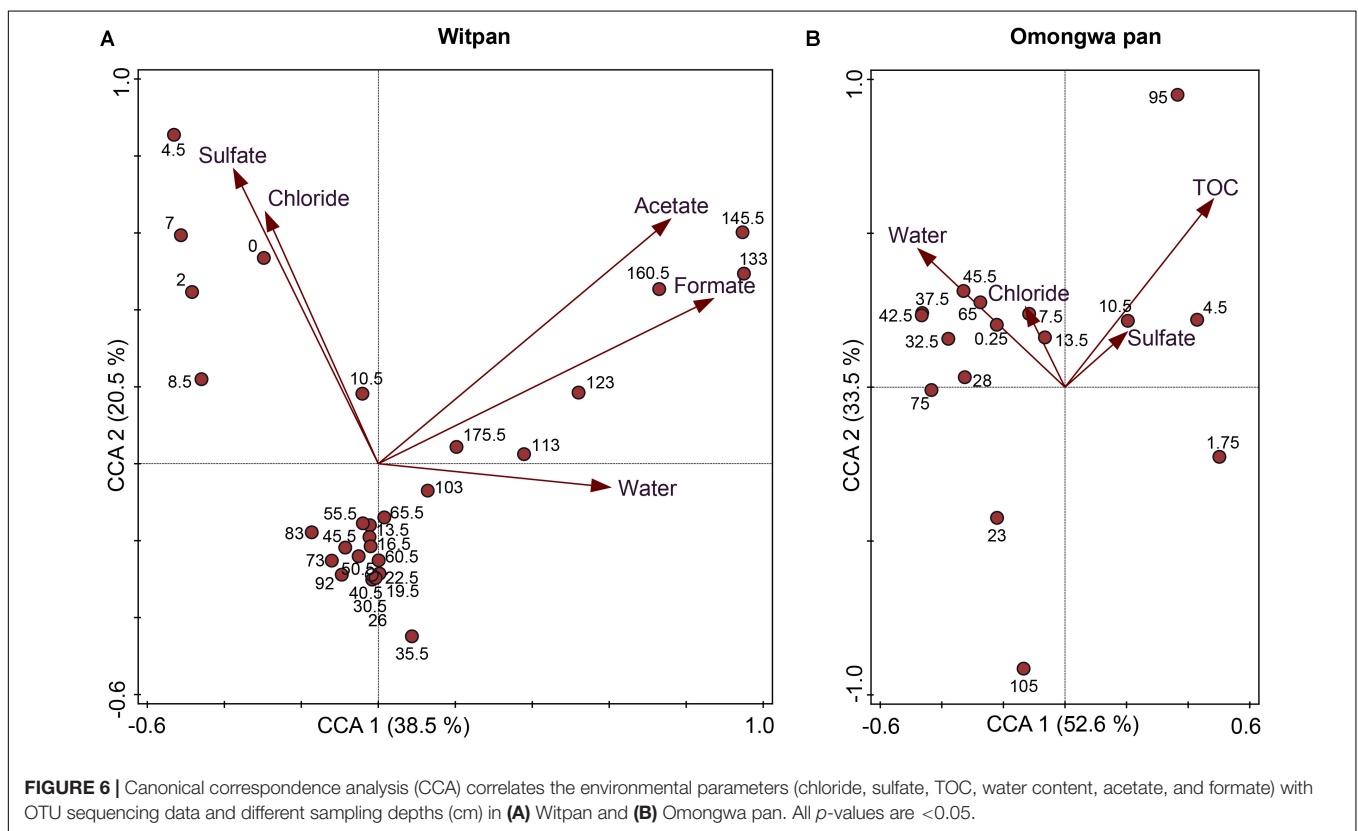 A
Witpan
B
Omongwa pan
1.0
4.5
Sulfate
Chloride
7
0
2
8.5
10.5
Acetate
145.5
160.5
133
Formate
123
175.5
113
Water
103
55.5
65.5
83
45.5
13.5
16.5
73
50.5
60.5
92
22.5
40.5
19.5
30.5
26
35.5
CCA 2 (20.5 %)
-0.6
-0.6
CCA 1 (38.5 %)
1.0
1.0
95
TOC
Water
45.5
37.5
Chloride
42.5
65
7.5
10.5
4.5
32.5
0.25
13.5
Sulfate
28
75
1.75
23
105
CCA 2 (33.5 %)
-1.0
-0.6
CCA 1 (52.6 %)
0.6
FIGURE 6 | Canonical correspondence analysis (CCA) correlates the environmental parameters (chloride, sulfate, TOC, water content, acetate, and formate) with
OTU sequencing data and different sampling depths (cm) in (A) Witpan and (B) Omongwa pan. All p-values are <0.05.